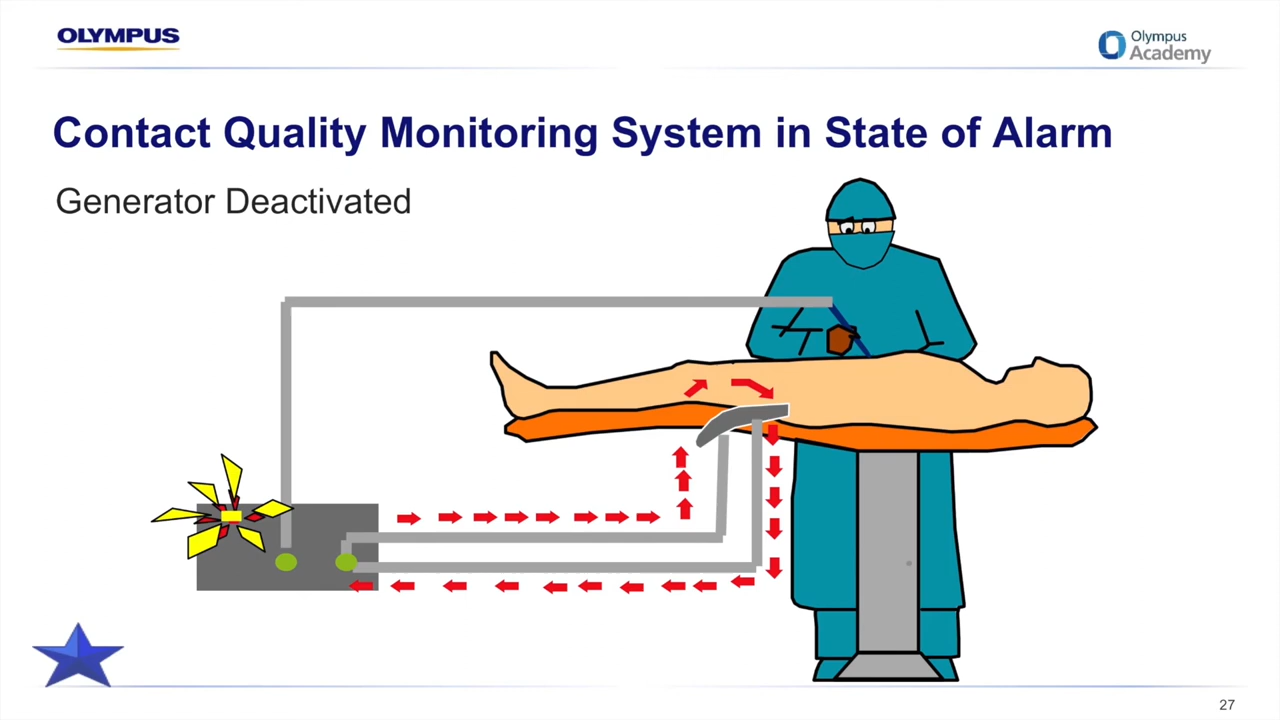 OLYMPUS
Olympus
Academy
Contact Quality Monitoring System in State of Alarm
Generator Deactivated
27